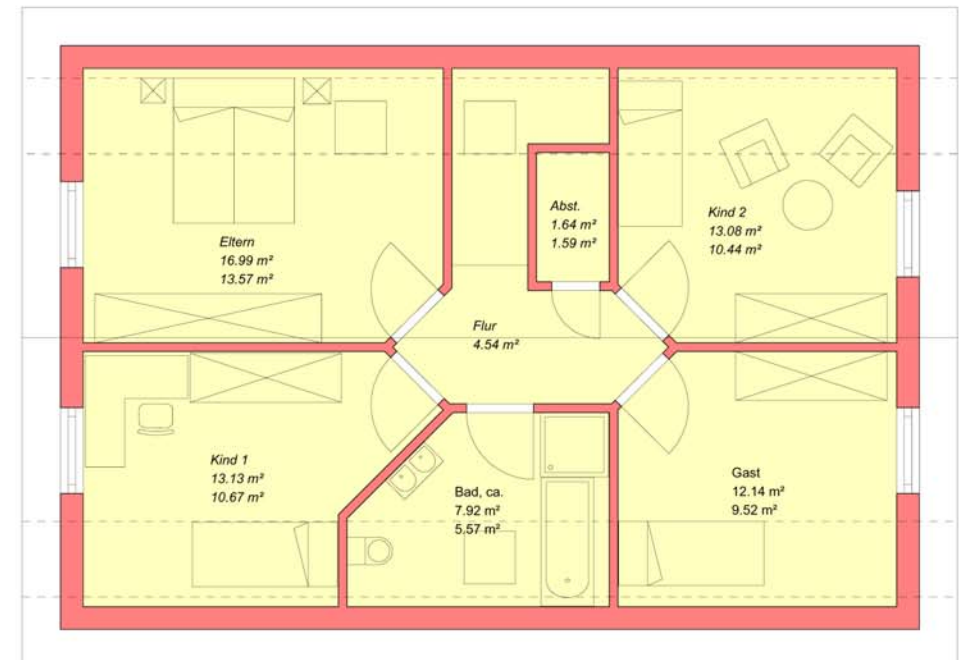 Eltern
16.99 m²
13.57 m²
Abst.
1.64 m²
1.59 m²
Kind 2
13.08 m²
10.44 m²
Flur
4.54 m²
Kind 1
13.13 m²
10.67 m²
Bad, ca.
7.92 m²
5.57 m²
Gast
12.14 m²
9.52 m²